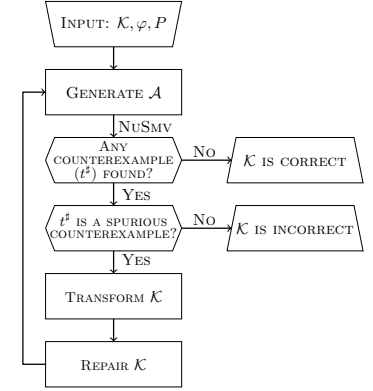 INPUT: 𝒦, φ, P
GENERATE 𝒜
NUSMV
ANY
COUNTEREXAMPLE
(t♯) FOUND?
NO
𝒦 IS CORRECT
YES
t♯ IS A SPURIOUS
COUNTEREXAMPLE?
NO
𝒦 IS INCORRECT
YES
TRANSFORM 𝒦
REPAIR 𝒦